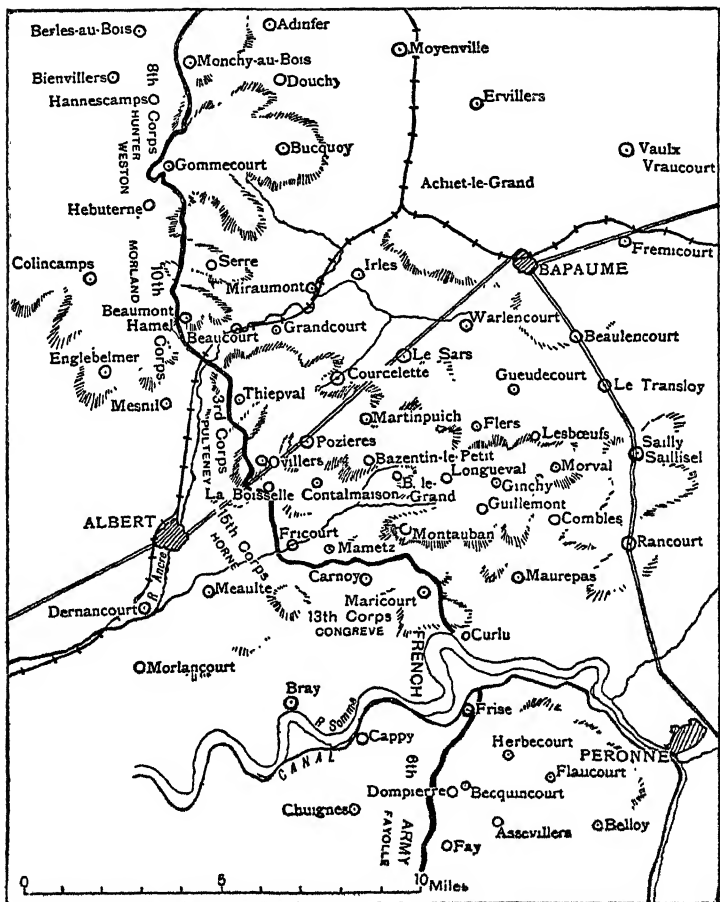 Berles-au-Bois
Adinfer
Monchy-au-Bois
Moyenville
Bienvillers
Douchy
Hannescamps
Ervillers
8th Corps
HUNTER WESTON
Bucquoy
Vaulx
Vraucourt
Gommecourt
Achiet-le-Grand
Hebuterne
Fremicourt
Colincamps
MORLAND
10th Corps
Serre
Irles
BAPAUME
Miraumont
Beaumont
Hamel
Beaucourt
Grandcourt
Warlencourt
Beaulencourt
Englebelmer
Le Sars
Courcelette
Gueudecourt
Le Transloy
Mesnil
Thiepval
3rd Corps
PULTENEY
Martinpuich
Flers
Lesbœufs
Pozieres
Sailly
Saillisel
Ovillers
Bazentin-le-Petit
Longueval
Morval
La Boisselle
Contalmaison
B. le-
Grand
Ginchy
Guillemont
ALBERT
15th Corps
HORNE
Fricourt
Montauban
Combles
Rancourt
Mametz
R Ancre
Carnoy
Maurepas
Meaulte
Maricourt
Dernancourt
13th Corps
CONGREVE
FRENCH
Curlu
Morlancourt
Bray
R Somme
Frise
CANAL
Cappy
Herbecourt
PERONNE
6th ARMY
FAYOLLE
Flaucourt
Dompierre
Becquincourt
Chuignes
Assevillers
Belloy
Fay
0 5 10 Miles